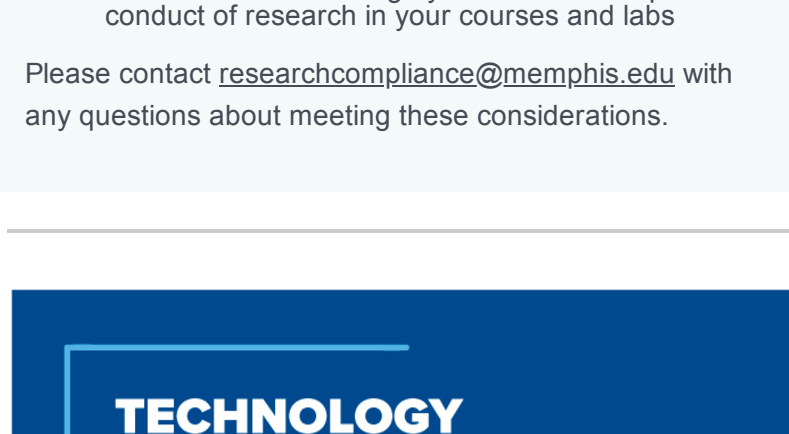 conduct of research in your courses and labs
Please contact researchcompliance@memphis.edu with
any questions about meeting these considerations.
TECHNOLOGY